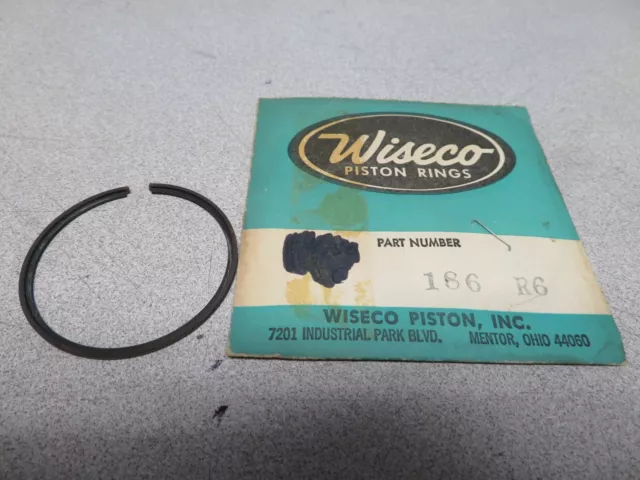 Wiseco
PISTON RINGS
PART NUMBER
186 R6
WISECO PISTON, INC.
7201 INDUSTRIAL PARK BLVD. MENTOR, OHIO 44060